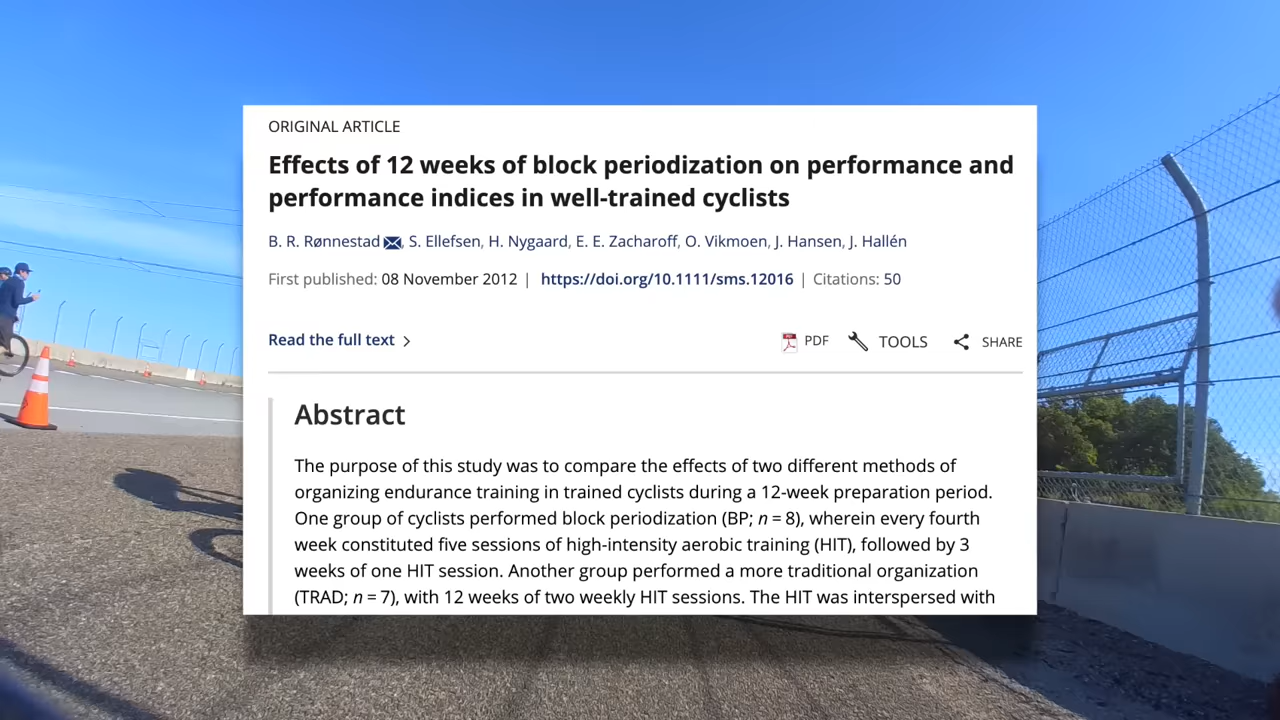 ORIGINAL ARTICLE
Effects of 12 weeks of block periodization on performance and
performance indices in well-trained cyclists
B. R. Rønnestad, S. Ellefsen, H. Nygaard, E. E. Zacharoff, O. Vikmoen, J. Hansen, J. Hallén
First published: 08 November 2012 | https://doi.org/10.1111/sms.12016 | Citations: 50
Read the full text
PDF TOOLS SHARE
Abstract
The purpose of this study was to compare the effects of two different methods of
organizing endurance training in trained cyclists during a 12-week preparation period.
One group of cyclists performed block periodization (BP; n = 8), wherein every fourth
week constituted five sessions of high-intensity aerobic training (HIT), followed by 3
weeks of one HIT session. Another group performed a more traditional organization
(TRAD; n = 7), with 12 weeks of two weekly HIT sessions. The HIT was interspersed with